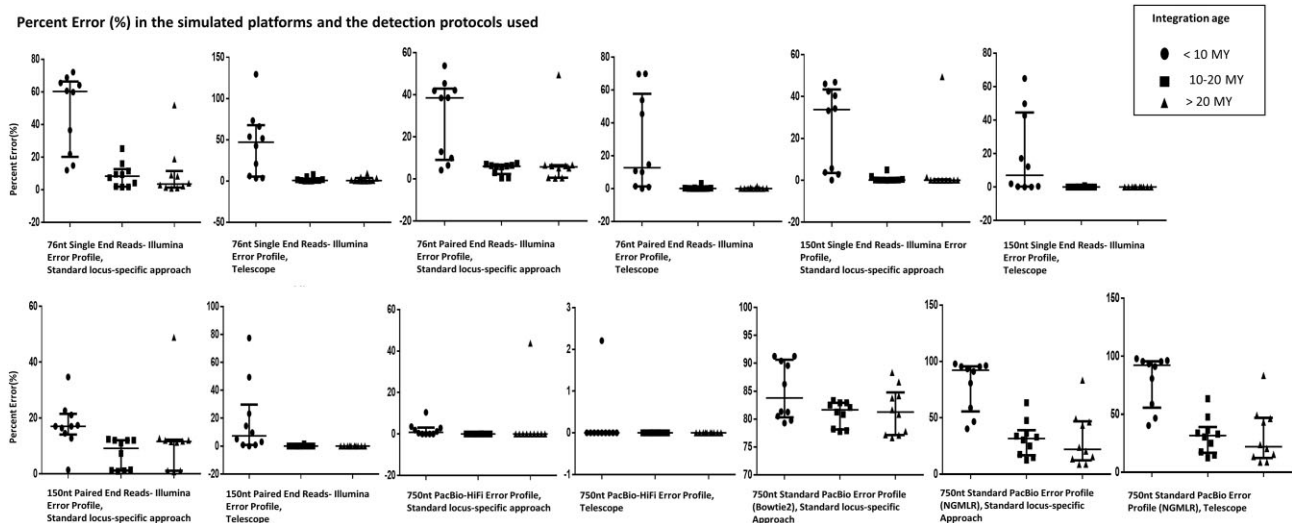 Percent Error (%) in the simulated platforms and the detection protocols used
Integration age
< 10 MY
10-20 MY
> 20 MY
Percent Error(%)
80
60
40
20
0
-20
76nt Single End Reads- Illumina
Error Profile,
Standard locus-specific approach
150
100
50
0
-50
76nt Single End Reads- Illumina
Error Profile,
Telescope
60
40
20
0
-20
76nt Paired End Reads- Illumina
Error Profile,
Standard locus-specific approach
80
60
40
20
0
-20
76nt Paired End Reads- Illumina
Error Profile,
Telescope
60
40
20
0
-20
150nt Single End Reads- Illumina Error
Profile,
Standard locus-specific approach
80
60
40
20
0
-20
150nt Single End Reads- Illumina
Error Profile,
Telescope
Percent Error(%)
60
40
20
0
150nt Paired End Reads- Illumina
Error Profile,
Standard locus-specific approach
100
80
60
40
20
0
-20
150nt Paired End Reads- Illumina
Error Profile,
Telescope
60
40
20
0
-20
750nt PacBio-HiFi Error Profile,
Standard locus-specific approach
3
2
1
0
-1
750nt PacBio-HiFi Error Profile,
Telescope
100
95
90
85
80
75
70
750nt Standard PacBio Error Profile
(Bowtie2), Standard locus-specific
Approach
150
100
50
0
750nt Standard PacBio Error Profile
(NGMLR), Standard locus-specific
Approach
150
100
50
0
750nt Standard PacBio Error
Profile (NGMLR), Telescope